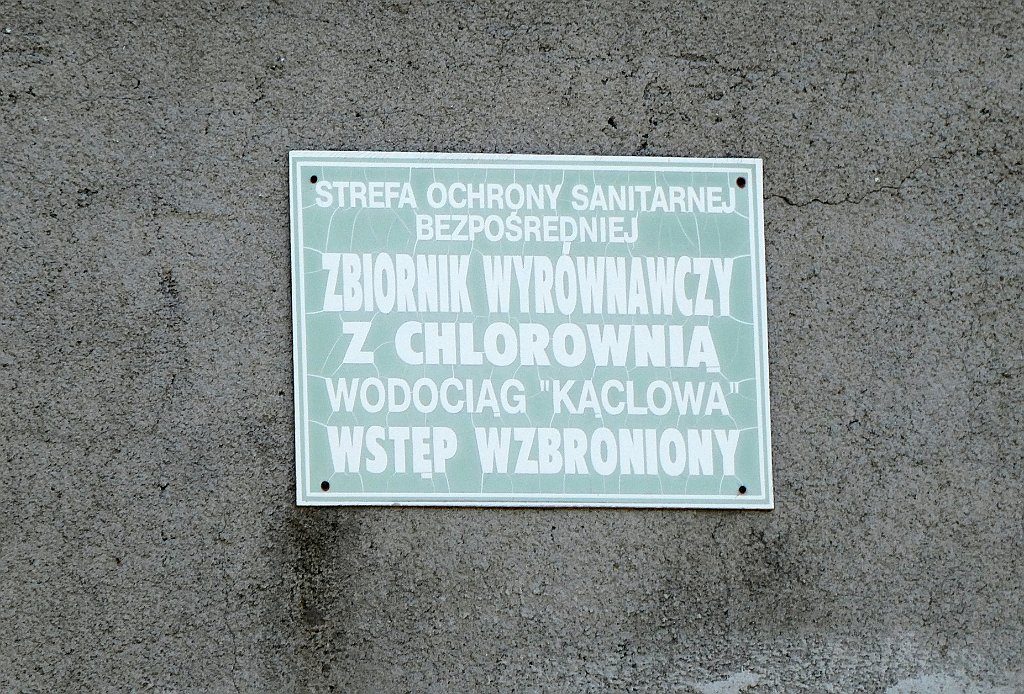 STREFA OCHRONY SANITARNEJ
BEZPOŚREDNIEJ
ZBIORNIK WYRÓWNAWCZY
Z CHLOROWNIĄ
WODOCIĄG "KĄCLOWA"
WSTĘP WZBRONIONY